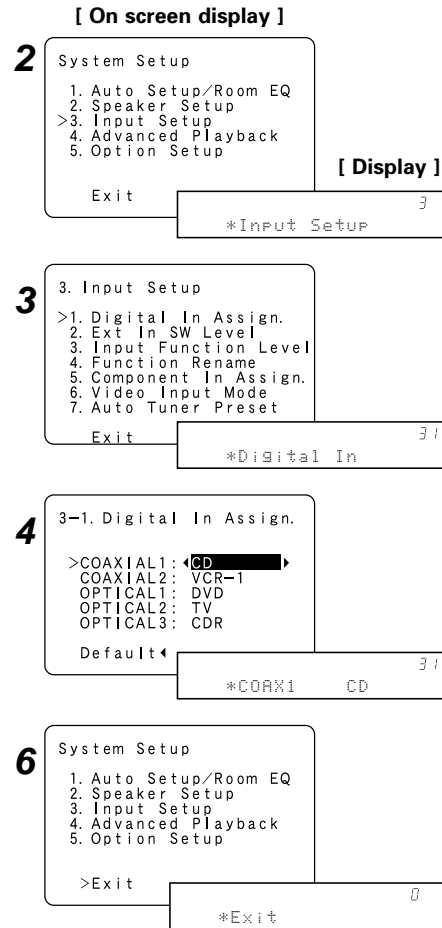 [ On screen display ]
2
System Setup
1. Auto Setup/Room EQ
2. Speaker Setup
>3. Input Setup
4. Advanced Playback
5. Option Setup
Exit
[ Display ]
3
*Input Setup
3
3. Input Setup
>1. Digital In Assign.
2. Ext In SW Level
3. Input Function Level
4. Function Rename
5. Component In Assign.
6. Video Input Mode
7. Auto Tuner Preset
Exit
31
*Digital In
4
3-1. Digital In Assign.
>COAXIAL1:◀CD ▶
COAXIAL2: VCR-1
OPTICAL1: DVD
OPTICAL2: TV
OPTICAL3: CDR
Default◀
31
*COAX1 CD
6
System Setup
1. Auto Setup/Room EQ
2. Speaker Setup
3. Input Setup
4. Advanced Playback
5. Option Setup
>Exit
0
*Exit